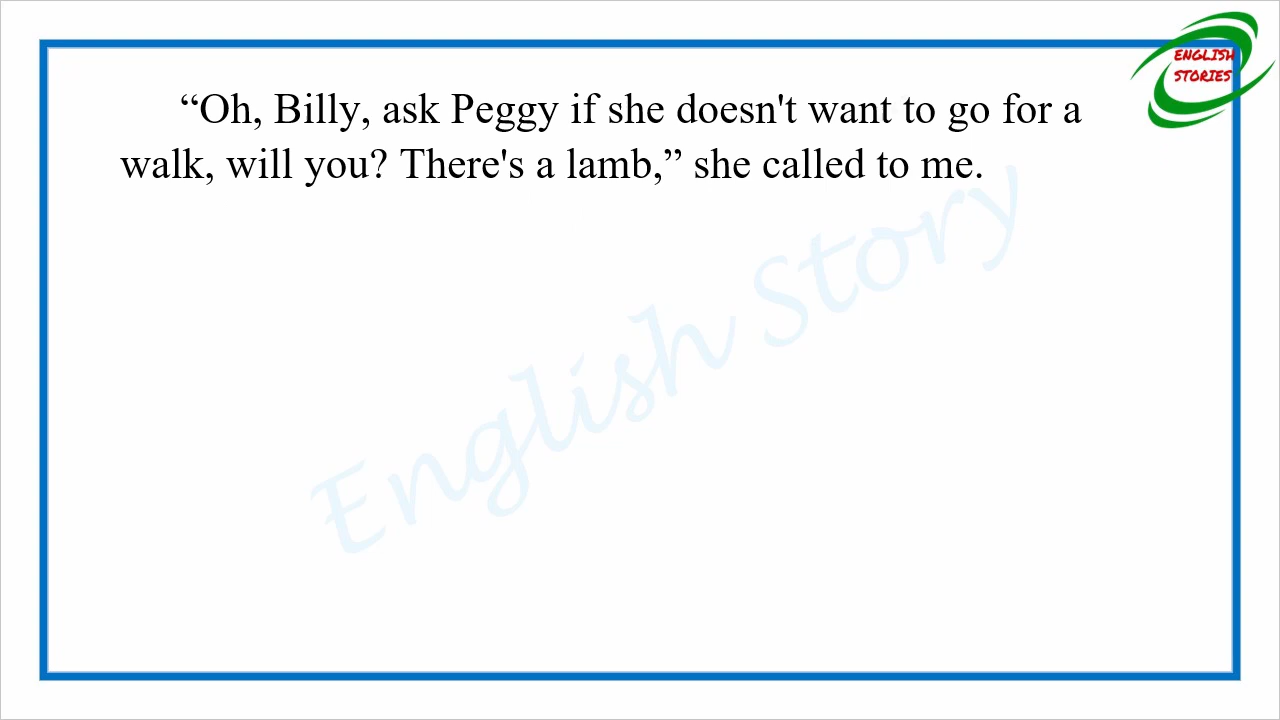 ENGLISH
STORIES
“Oh, Billy, ask Peggy if she doesn't want to go for a
walk, will you? There's a lamb,” she called to me.
English Story